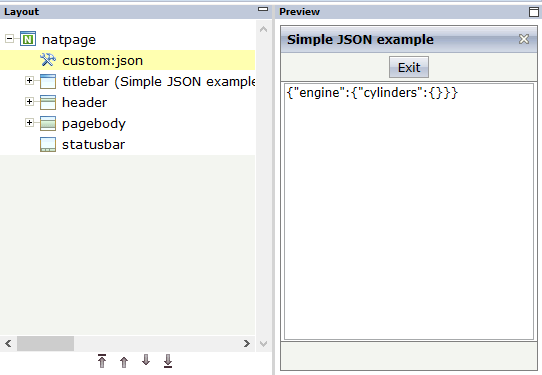 Layout
natpage
custom:json
titlebar (Simple JSON example
header
pagebody
statusbar
Preview
Simple JSON example
Exit
{"engine":{"cylinders":{}}}